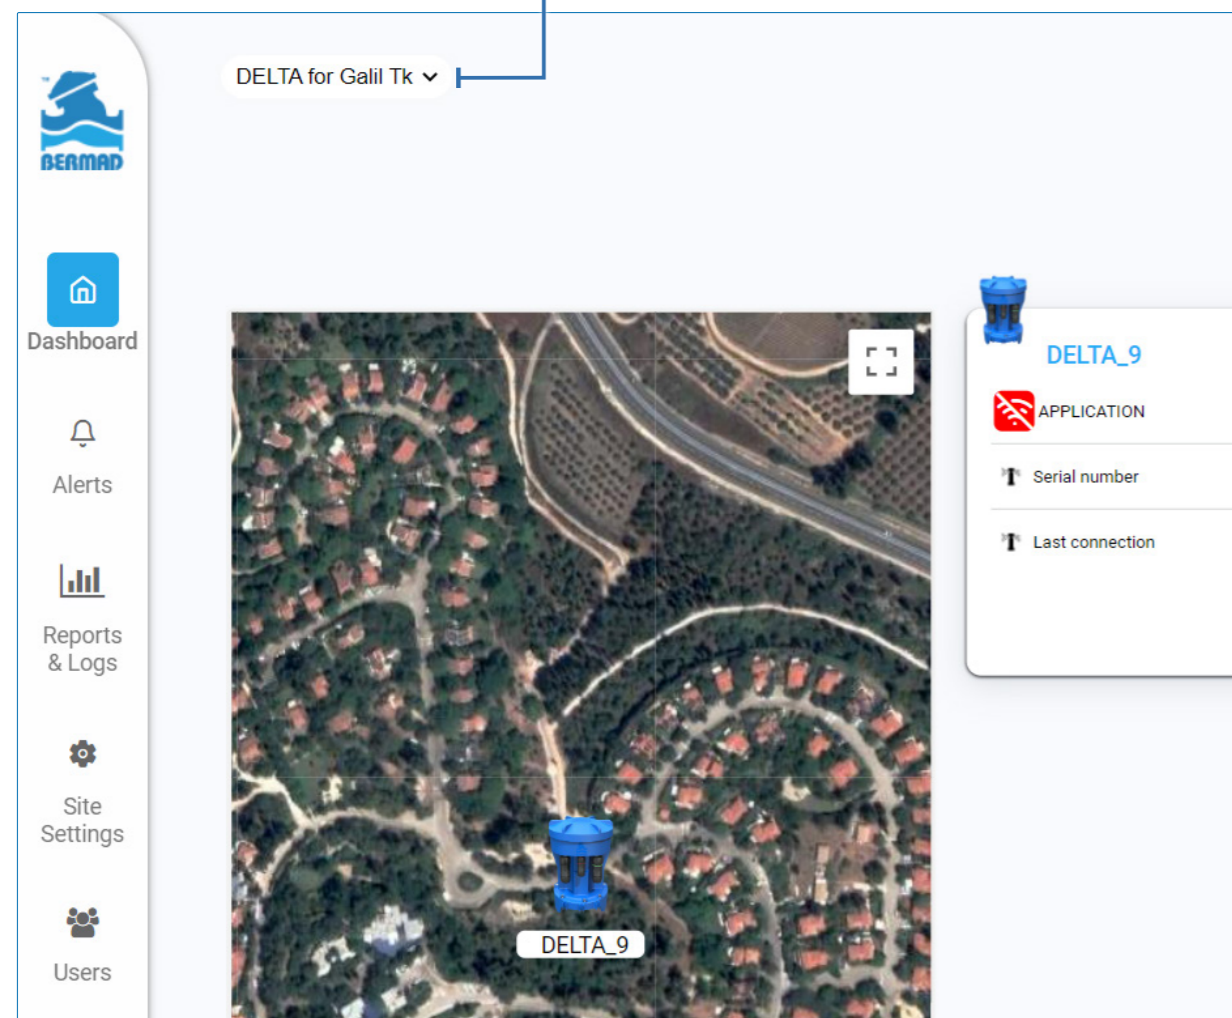 DELTA for Galil Tk
BERMAD
Dashboard
Alerts
Reports
& Logs
Site
Settings
Users
DELTA_9
DELTA_9
APPLICATION
Serial number
Last connection